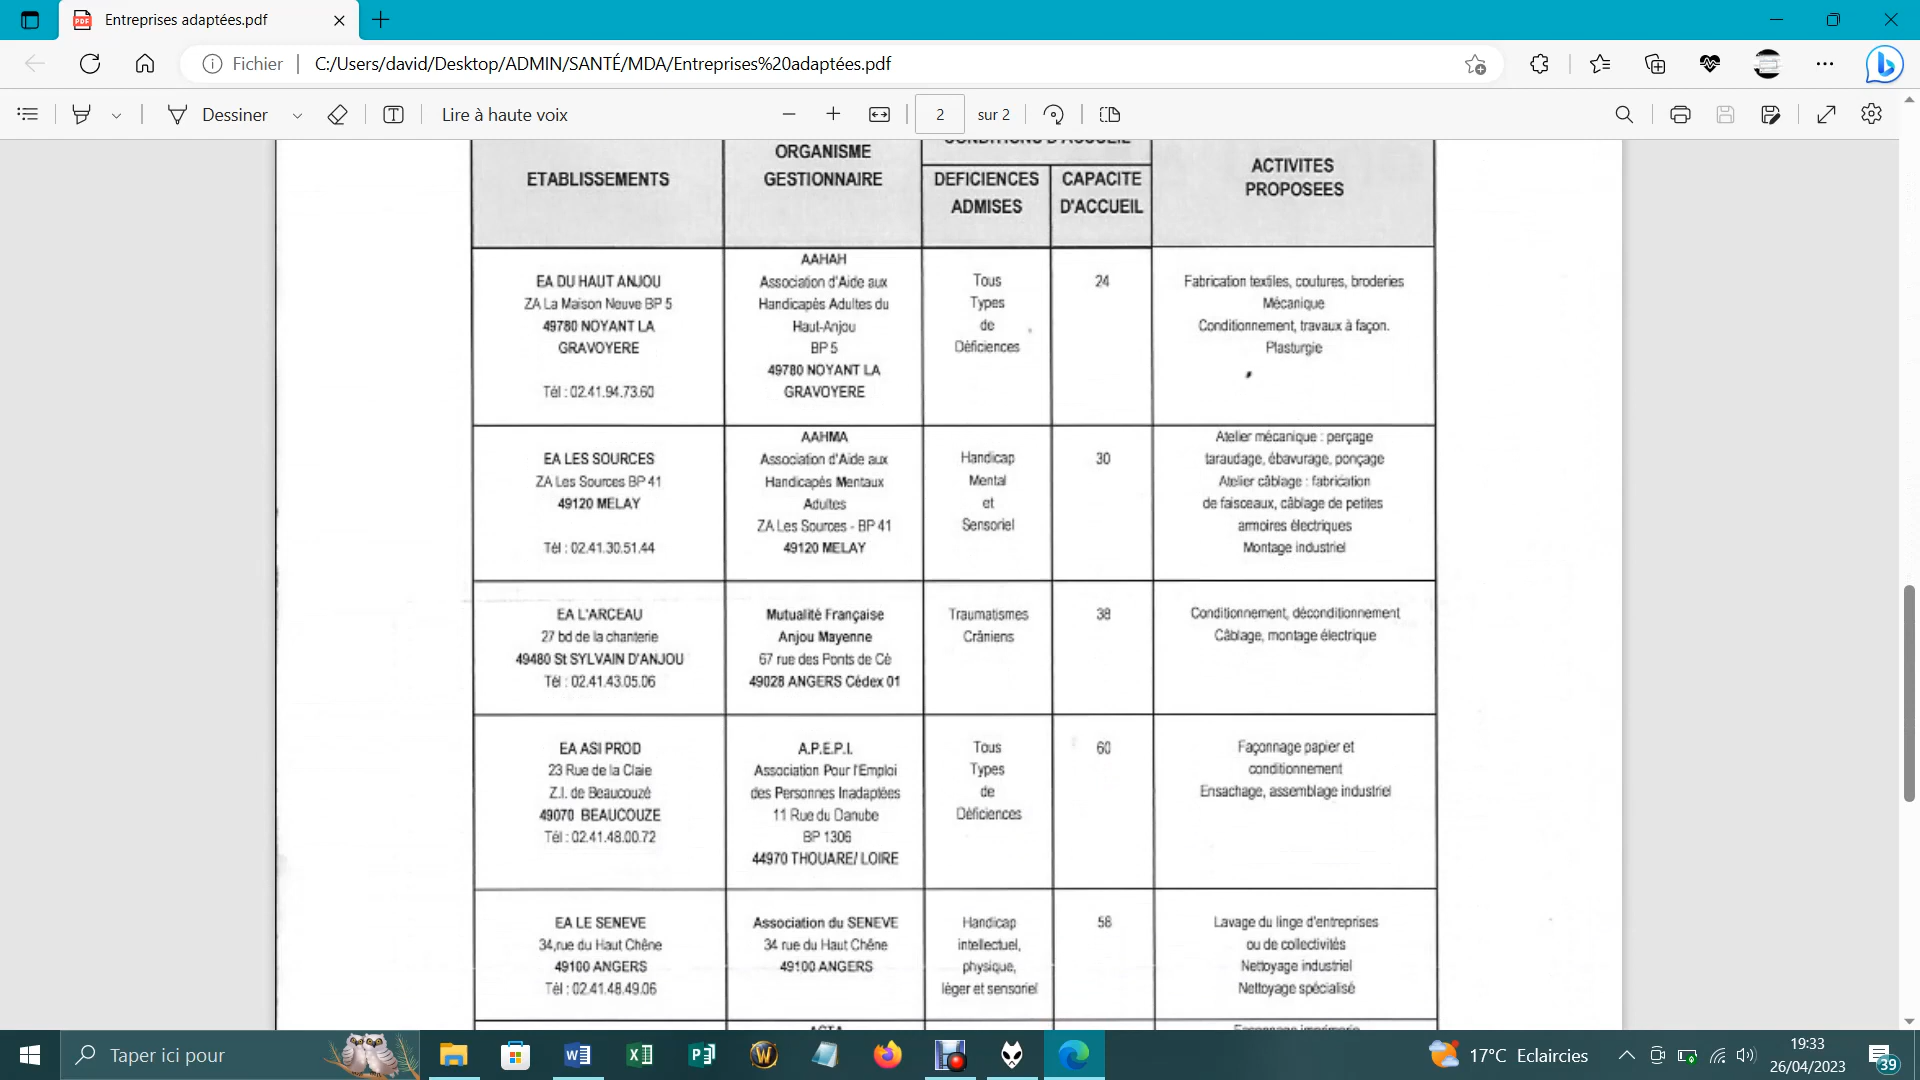 Entreprises adaptées.pdf
Fichier
C:/Users/david/Desktop/ADMIN/SANTÉ/MDA/Entreprises%20adaptées.pdf
Dessiner
Lire à haute voix
2
sur 2
ETABLISSEMENTS
ORGANISME
GESTIONNAIRE
CONDITIONS D'ACCUEIL
DEFICIENCES
ADMISES
CAPACITE
D'ACCUEIL
ACTIVITES
PROPOSEES
EA DU HAUT ANJOU
ZA La Maison Neuve BP 5
49780 NOYANT LA
GRAVOYERE
Tél : 02.41.94.73.60
AAHAH
Association d'Aide aux
Handicapés Adultes du
Haut-Anjou
BP 5
49780 NOYANT LA
GRAVOYERE
Tous
Types
de
Déficiences
24
Fabrication textiles, coutures, broderies
Mécanique
Conditionnement, travaux à façon.
Plasturgie
EA LES SOURCES
ZA Les Sources BP 41
49120 MELAY
Tél : 02.41.30.51.44
AAHMA
Association d'Aide aux
Handicapés Mentaux
Adultes
ZA Les Sources - BP 41
49120 MELAY
Handicap
Mental
et
Sensoriel
30
Atelier mécanique : perçage
taraudage, ébavurage, ponçage
Atelier câblage : fabrication
de faisceaux, câblage de petites
armoires électriques
Montage industriel
EA L'ARCEAU
27 bd de la chanterie
49480 St SYLVAIN D'ANJOU
Tél : 02.41.43.05.06
Mutualité Française
Anjou Mayenne
67 rue des Ponts de Cé
49028 ANGERS Cédex 01
Traumatismes
Crâniens
38
Conditionnement, déconditionnement
Câblage, montage électrique
EA ASI PROD
23 Rue de la Claie
Z.I. de Beaucouzé
49070 BEAUCOUZE
Tél : 02.41.48.00.72
A.P.E.P.I.
Association Pour l'Emploi
des Personnes Inadaptées
11 Rue du Danube
BP 1306
44970 THOUARE/ LOIRE
Tous
Types
de
Déficiences
60
Façonnage papier et
conditionnement
Ensachage, assemblage industriel
EA LE SENEVE
34,rue du Haut Chêne
49100 ANGERS
Tél : 02.41.48.49.06
Association du SENEVE
34 rue du Haut Chêne
49100 ANGERS
Handicap
intellectuel,
physique,
léger et sensoriel
58
Lavage du linge d'entreprises
ou de collectivités
Nettoyage industriel
Nettoyage spécialisé
ACTA
Façonnage imprimerie
Taper ici pour
17°C Eclaircies
19:33
26/04/2023
39